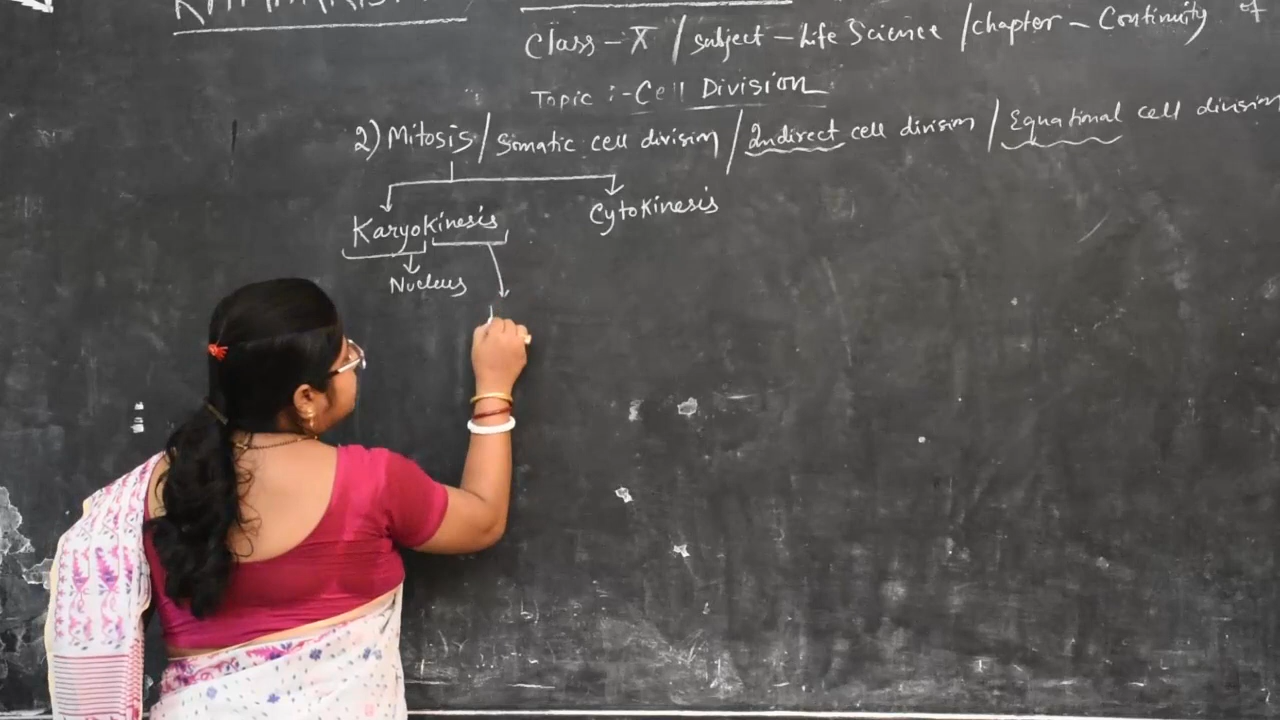 Class - X / Subject - Life Science / Chapter - Continuity of
Topic :- Cell Division
2) Mitosis / Somatic cell division / Indirect cell division / Equational cell division
Karyokinesis
Cytokinesis
Nucleus